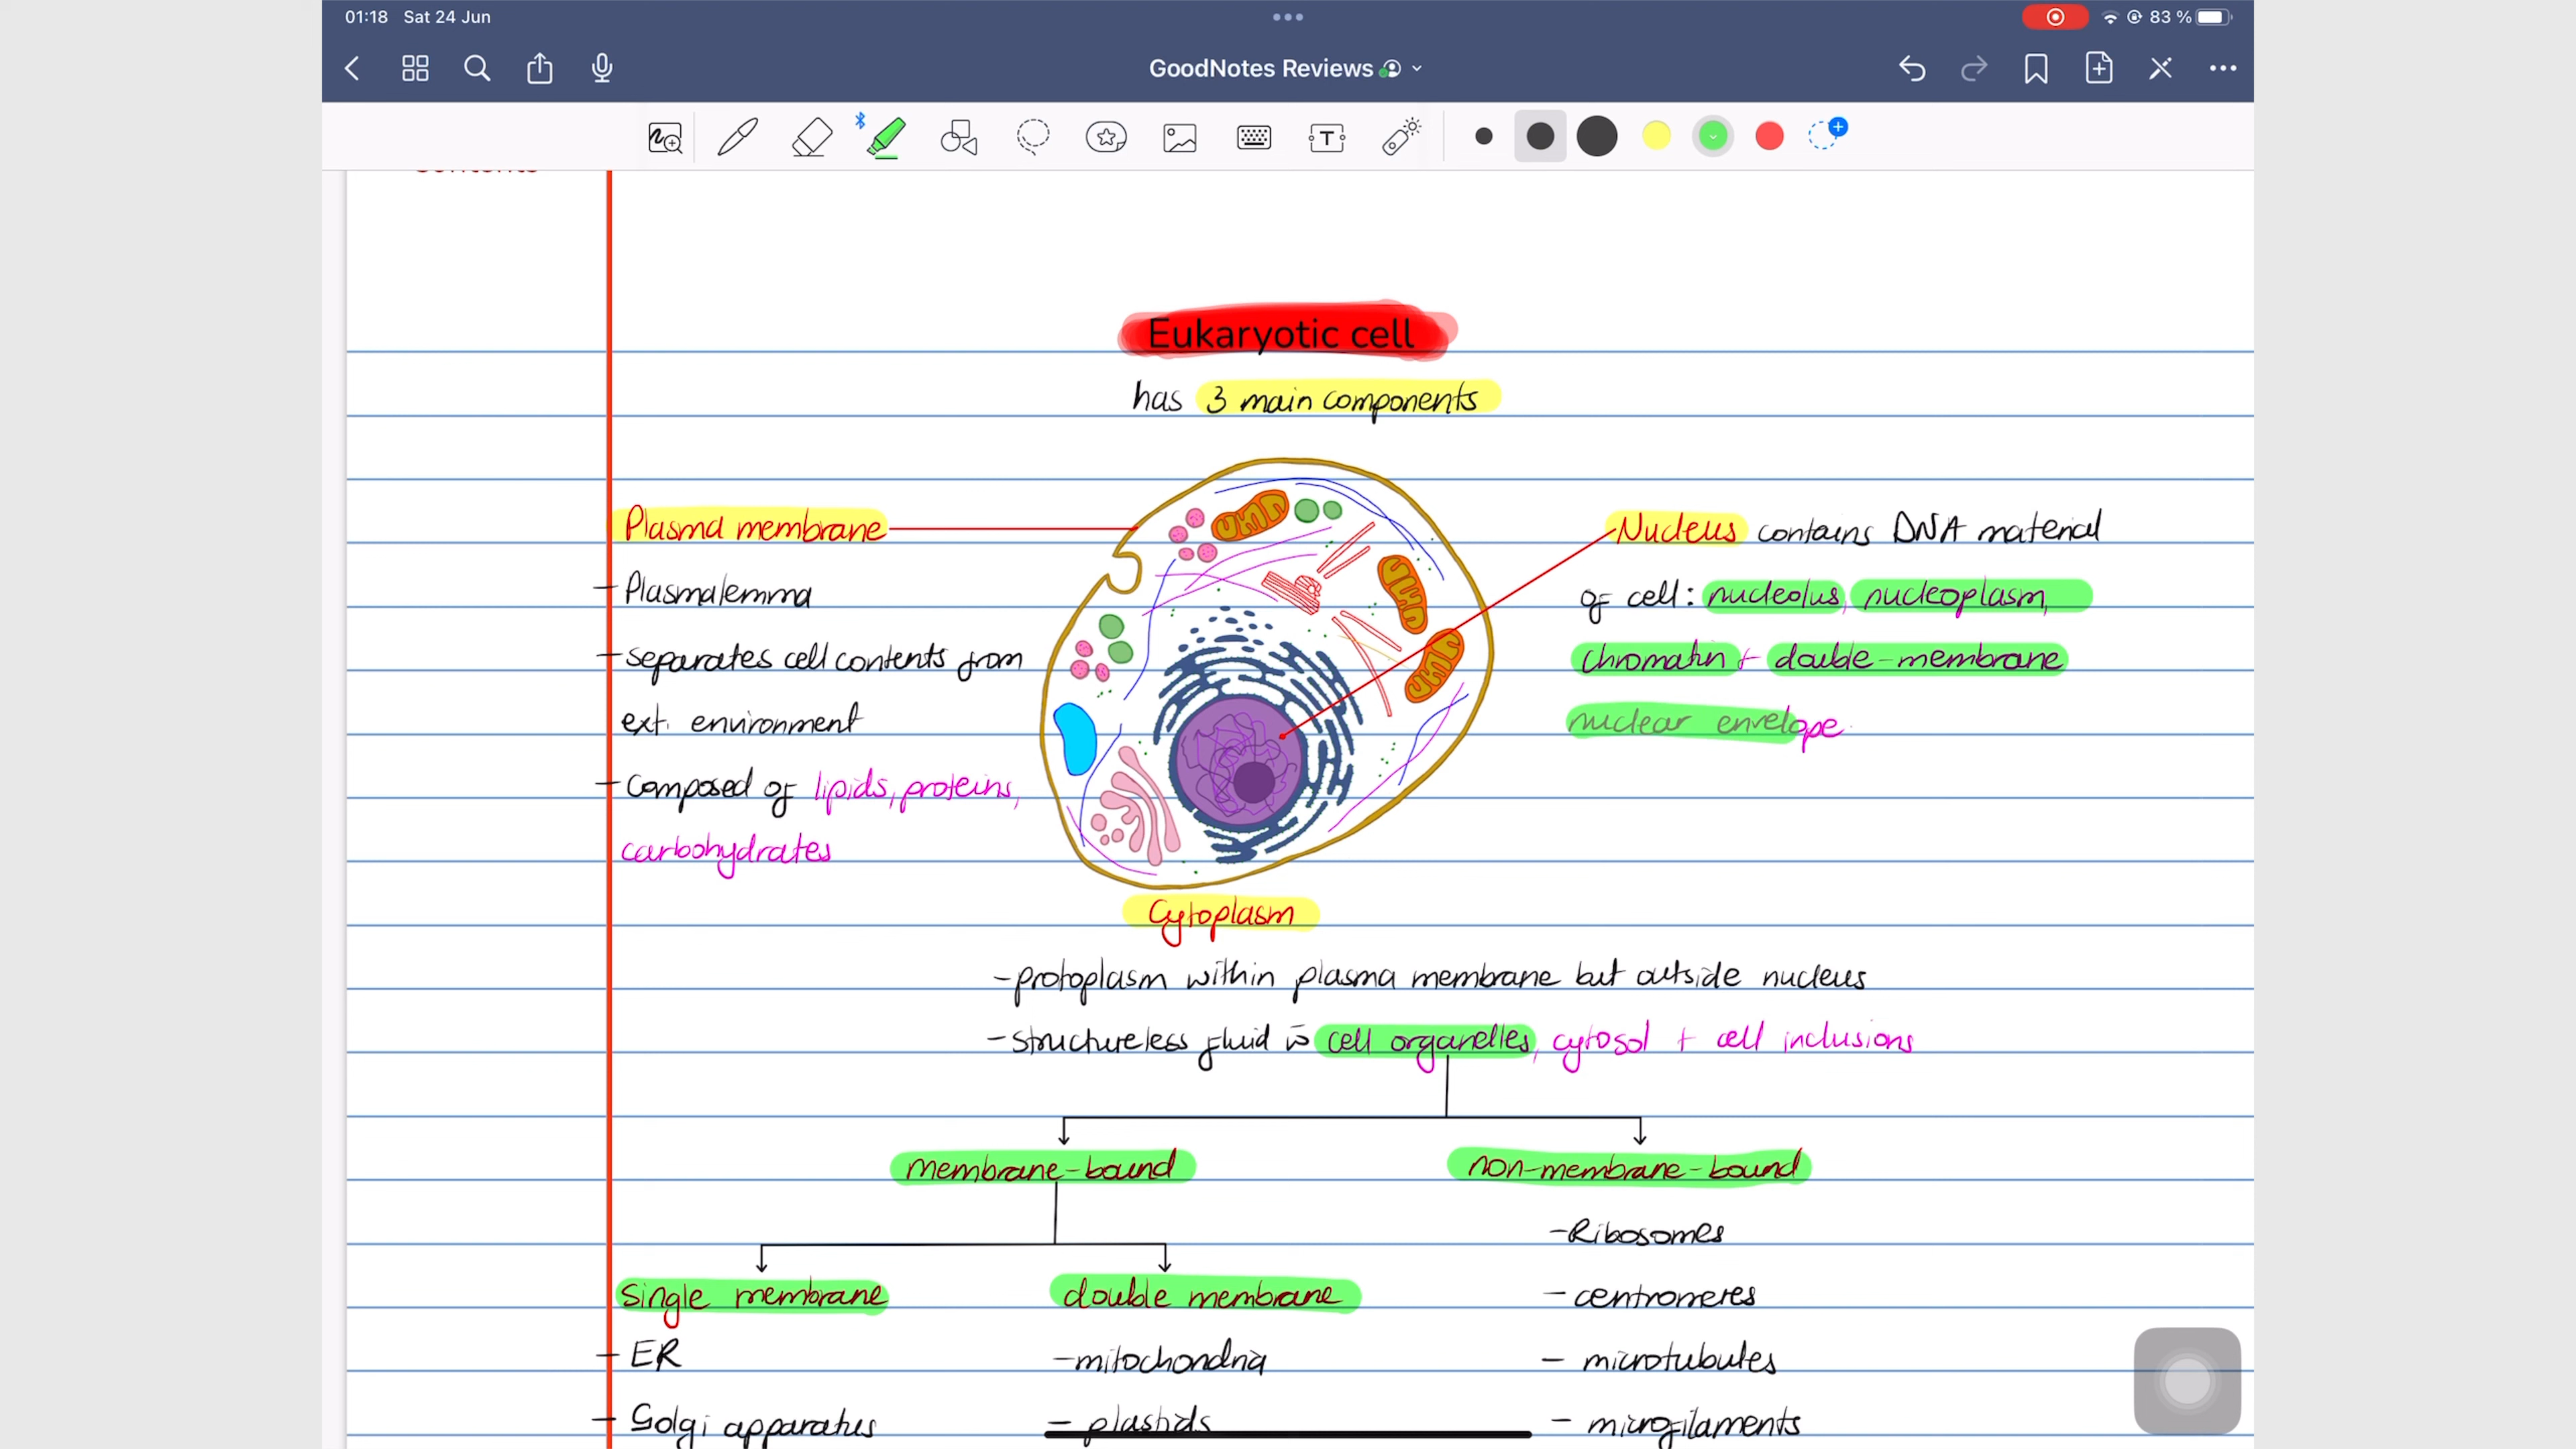 01:18 Sat 24 Jun
83 %
GoodNotes Reviews
Eukaryotic cell
has 3 main components
Plasma membrane
- Plasmalemma
- separates cell contents from
ext. environment
- composed of lipids, proteins,
carbohydrates
Nucleus contains DNA material
of cell: nucleolus, nucleoplasm,
chromatin + double-membrane
nuclear envelope.
Cytoplasm
- protoplasm within plasma membrane but outside nucleus
- structureless fluid cell organelles, cytosol + cell inclusions
membrane-bound
non-membrane-bound
single membrane
- ER
- Golgi apparatus
double membrane
- mitochondria
- plastids
- Ribosomes
- centromeres
- microtubules
- microfilaments